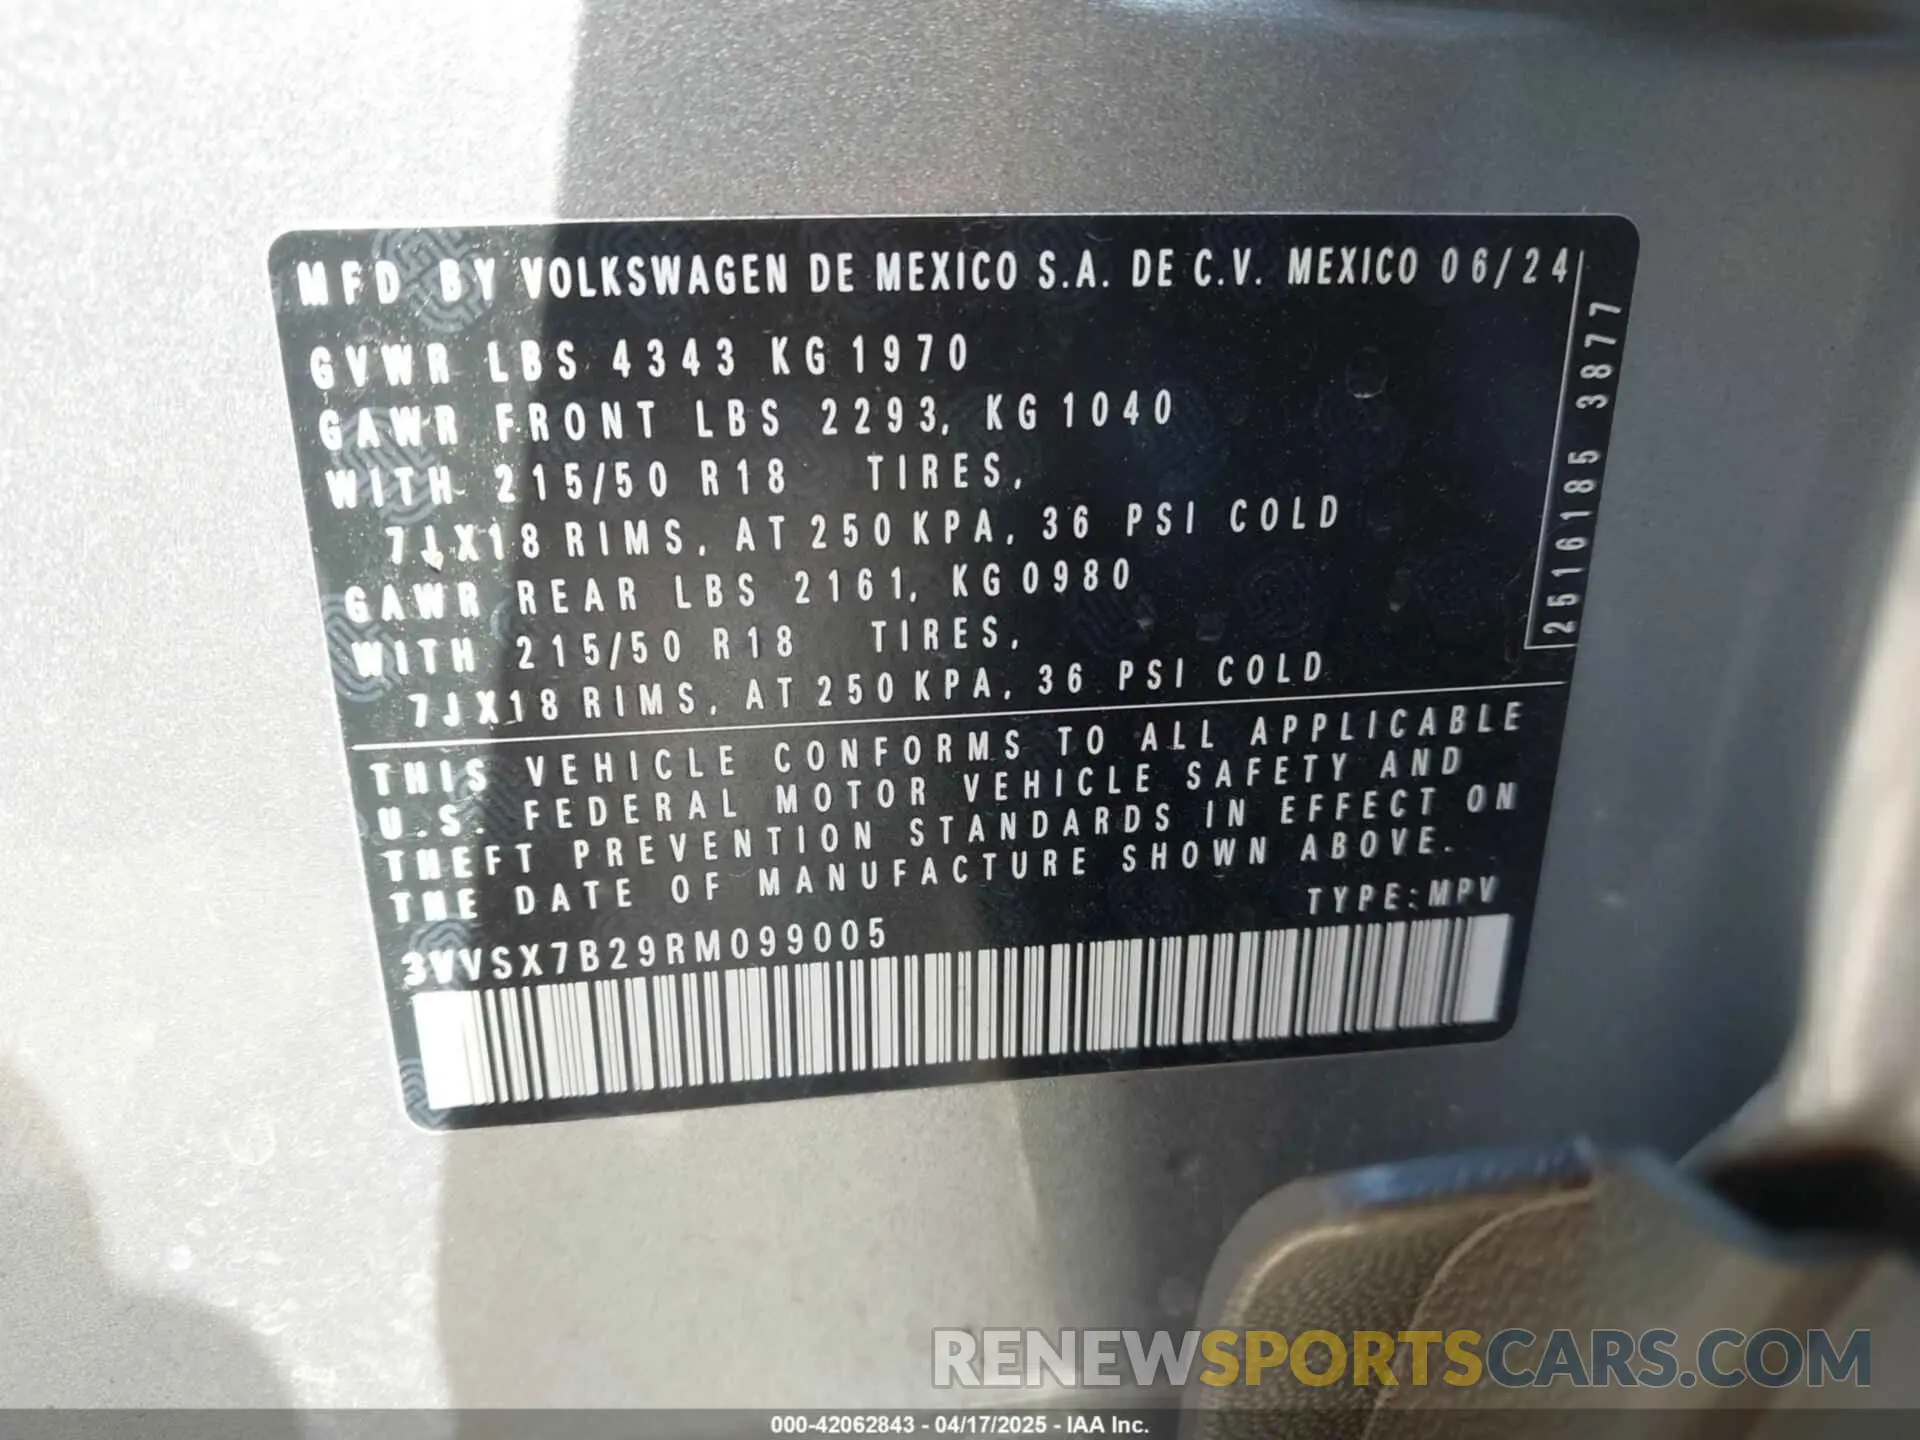 MFD BY VOLKSWAGEN DE MEXICO S.A. DE C.V. MEXICO 06/24
GVWR LBS 4343 KG 1970
GAWR FRONT LBS 2293, KG 1040
WITH 215/50 R18 TIRES,
7JX18 RIMS, AT 250 KPA, 36 PSI COLD
GAWR REAR LBS 2161, KG 0980
WITH 215/50 R18 TIRES,
7JX18 RIMS, AT 250 KPA, 36 PSI COLD
2516185 3877
THIS VEHICLE CONFORMS TO ALL APPLICABLE
U.S. FEDERAL MOTOR VEHICLE SAFETY AND
THEFT PREVENTION STANDARDS IN EFFECT ON
THE DATE OF MANUFACTURE SHOWN ABOVE.
TYPE: MPV
3VVSX7B29RM099005
RENEWSPORTSCARS.COM
000-42062843 - 04/17/2025 - IAA Inc.